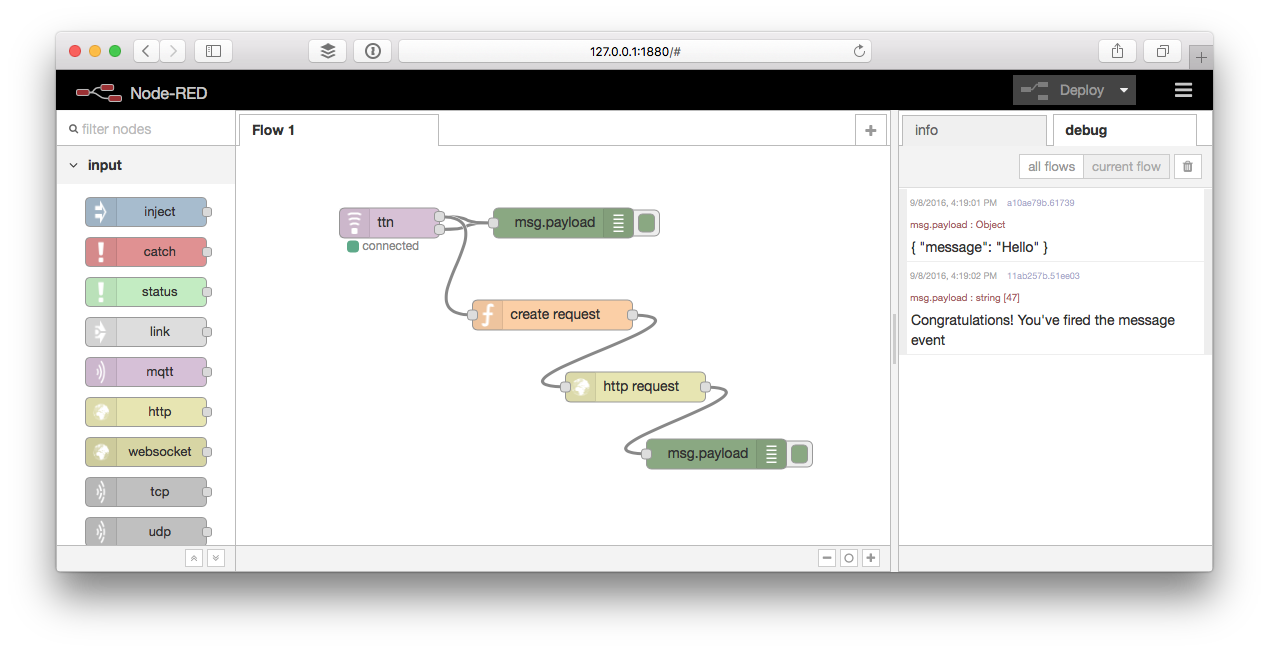 127.0.0.1:1880/#
Node-RED
Deploy
filter nodes
Flow 1
info
debug
input
all flows
current flow
inject
catch
status
link
mqtt
http
websocket
tcp
udp
ttn
connected
msg.payload
create request
http request
msg.payload
9/8/2016, 4:19:01 PM a10ae79b.61739
msg.payload : Object
{ "message": "Hello" }
9/8/2016, 4:19:02 PM 11ab257b.51ee03
msg.payload : string [47]
Congratulations! You've fired the message
event